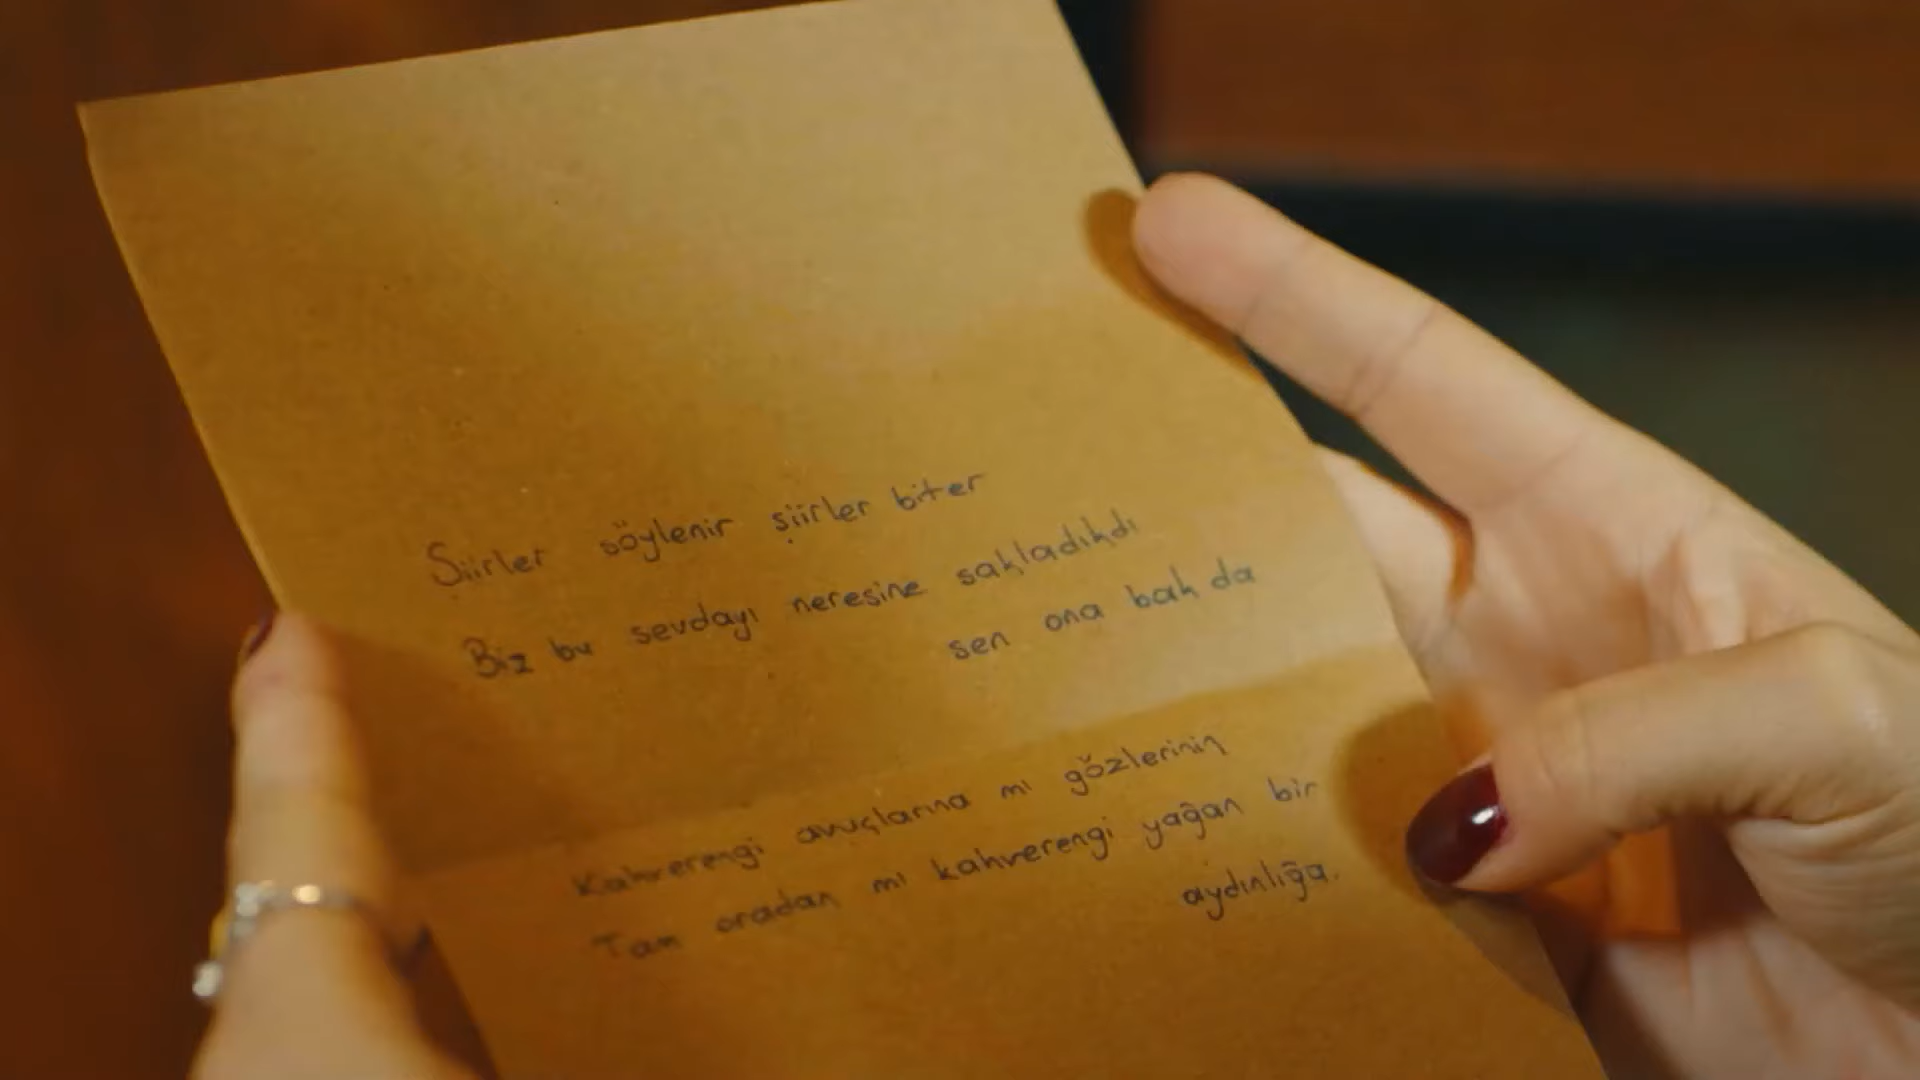 Şiirler söylenir şiirler biter
Biz bu sevdayı neresine sakladıkdı
sen ona bak da
Kahverengi avuçlarına mı gözlerinin
Tam oradan mı kahverengi yağan bir
aydınlığa.